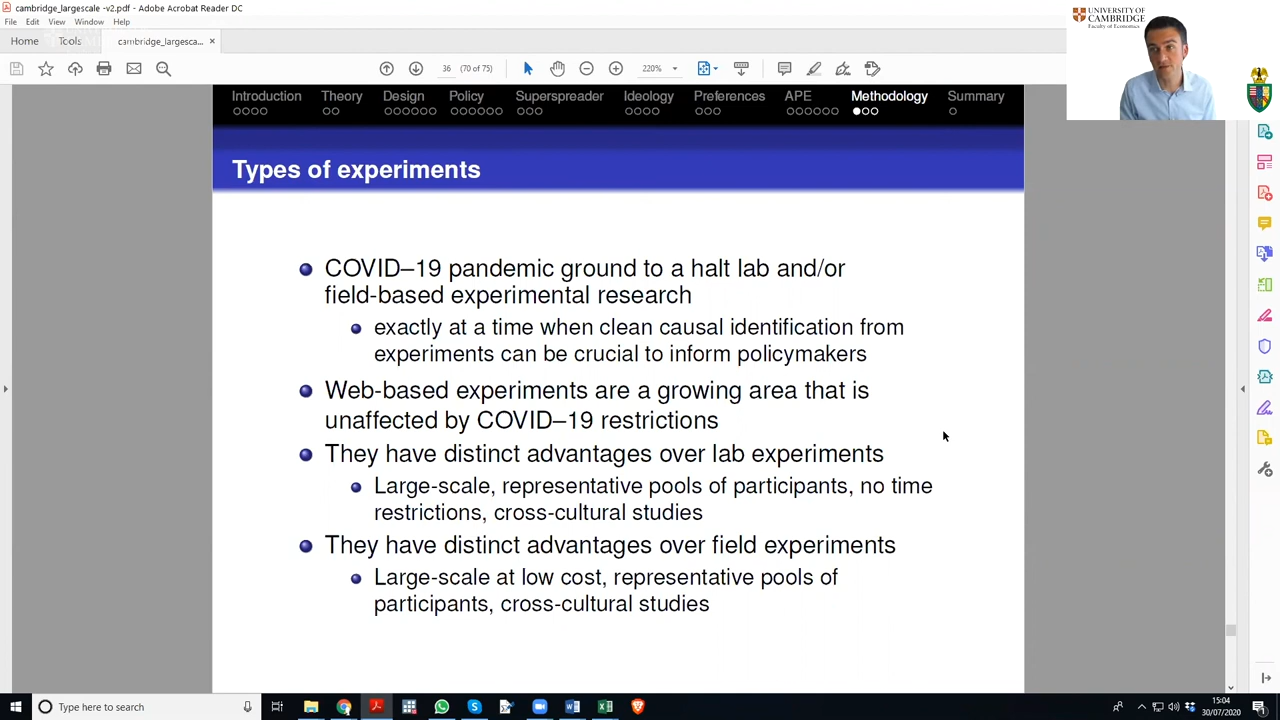 cambridge_largescale -v2.pdf - Adobe Acrobat Reader DC
File Edit View Window Help
Home Tools cambridge_largesca... ×
36 (70 of 75) 220%
UNIVERSITY OF
CAMBRIDGE
Faculty of Economics
Introduction Theory Design Policy Superspreader Ideology Preferences APE Methodology Summary
Types of experiments
COVID–19 pandemic ground to a halt lab and/or
field-based experimental research
exactly at a time when clean causal identification from
experiments can be crucial to inform policymakers
Web-based experiments are a growing area that is
unaffected by COVID–19 restrictions
They have distinct advantages over lab experiments
Large-scale, representative pools of participants, no time
restrictions, cross-cultural studies
They have distinct advantages over field experiments
Large-scale at low cost, representative pools of
participants, cross-cultural studies
Type here to search
15:04
30/07/2020